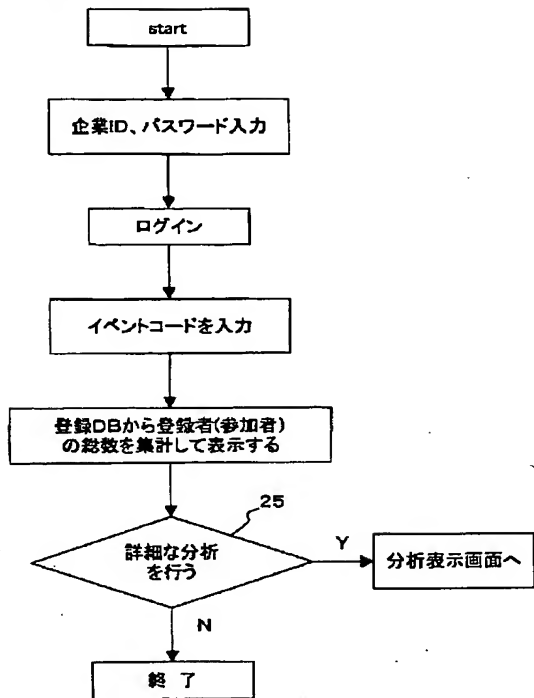 start
企業ID、パスワード入力
ログイン
イベントコードを入力
登録DBから登録者(参加者)
の総数を集計して表示する
25
詳細な分析
を行う
Y
分析表示画面へ
N
終了